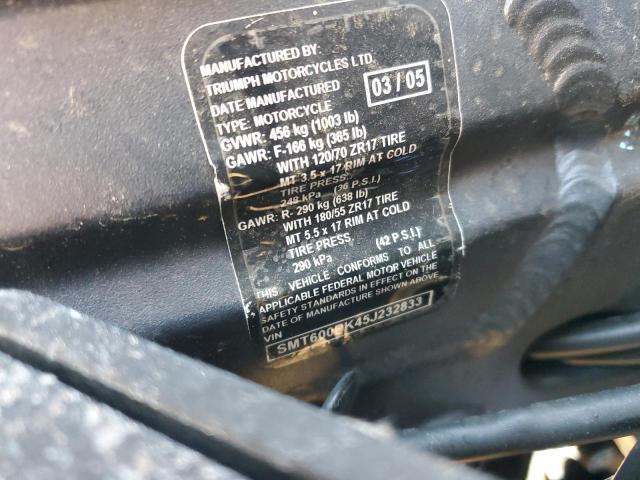 MANUFACTURED BY:
TRIUMPH MOTORCYCLES LTD
DATE MANUFACTURED 03 / 05
TYPE: MOTORCYCLE
GVWR: 456 kg (1003 lb)
GAWR: F-166 kg (365 lb)
WITH 120/70 ZR17 TIRE
MT 3.5 x 17 RIM AT COLD
TIRE PRESS:
248 kPa (36 P.S.I.)
GAWR: R- 290 kg (638 lb)
WITH 180/55 ZR17 TIRE
MT 5.5 x 17 RIM AT COLD
TIRE PRESS
290 kPa (42 P.S.I.)
THIS VEHICLE CONFORMS TO ALL
APPLICABLE FEDERAL MOTOR VEHICLE
SAFETY STANDARDS IN EFFECT ON THE
DATE OF MANUFACTURE SHOWN ABOVE
VIN